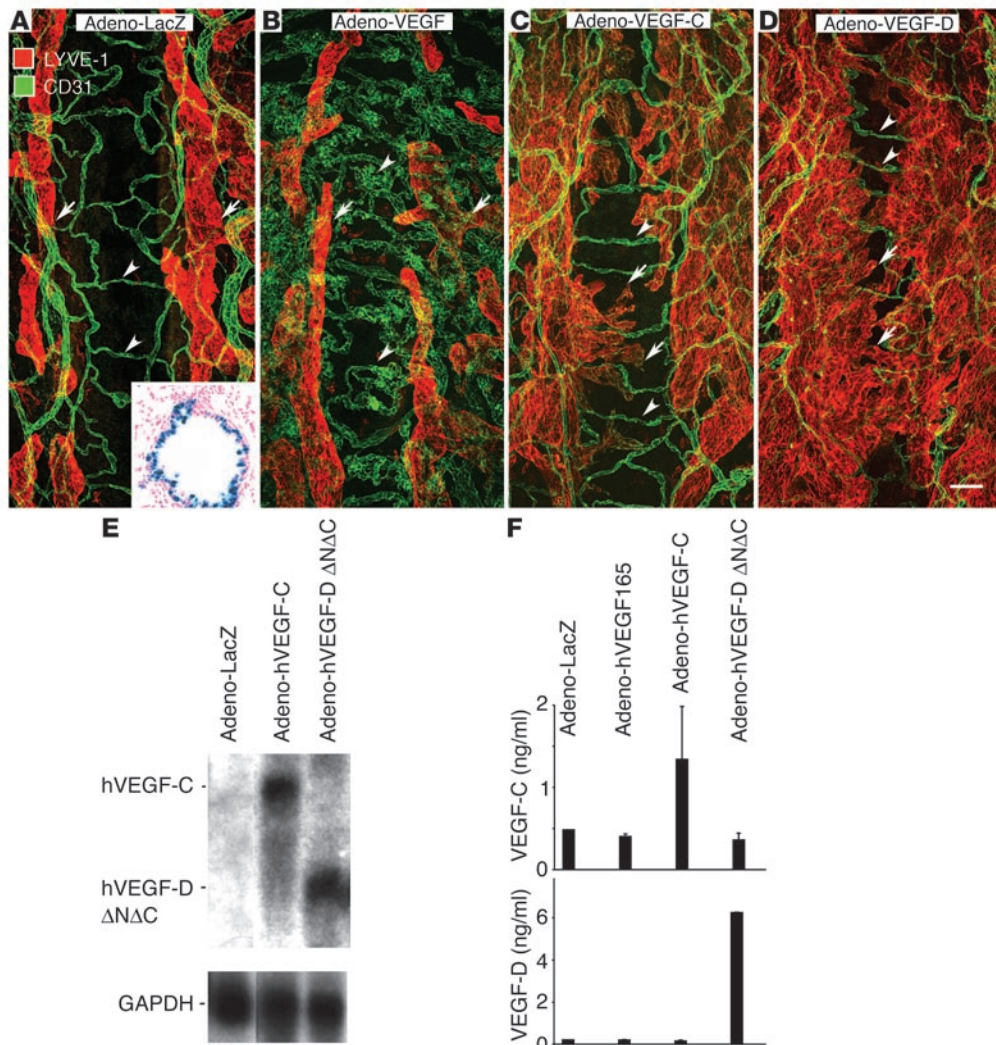 A
Adeno-LacZ
LYVE-1
CD31
B
Adeno-VEGF
C
Adeno-VEGF-C
D
Adeno-VEGF-D
E
Adeno-LacZ
Adeno-hVEGF-C
Adeno-hVEGF-D ΔNΔC
hVEGF-C -
hVEGF-D -
ΔNΔC
GAPDH -
F
Adeno-LacZ
Adeno-hVEGF165
Adeno-hVEGF-C
Adeno-hVEGF-D ΔNΔC
VEGF-C (ng/ml)
2
1
0
VEGF-D (ng/ml)
6
4
2
0